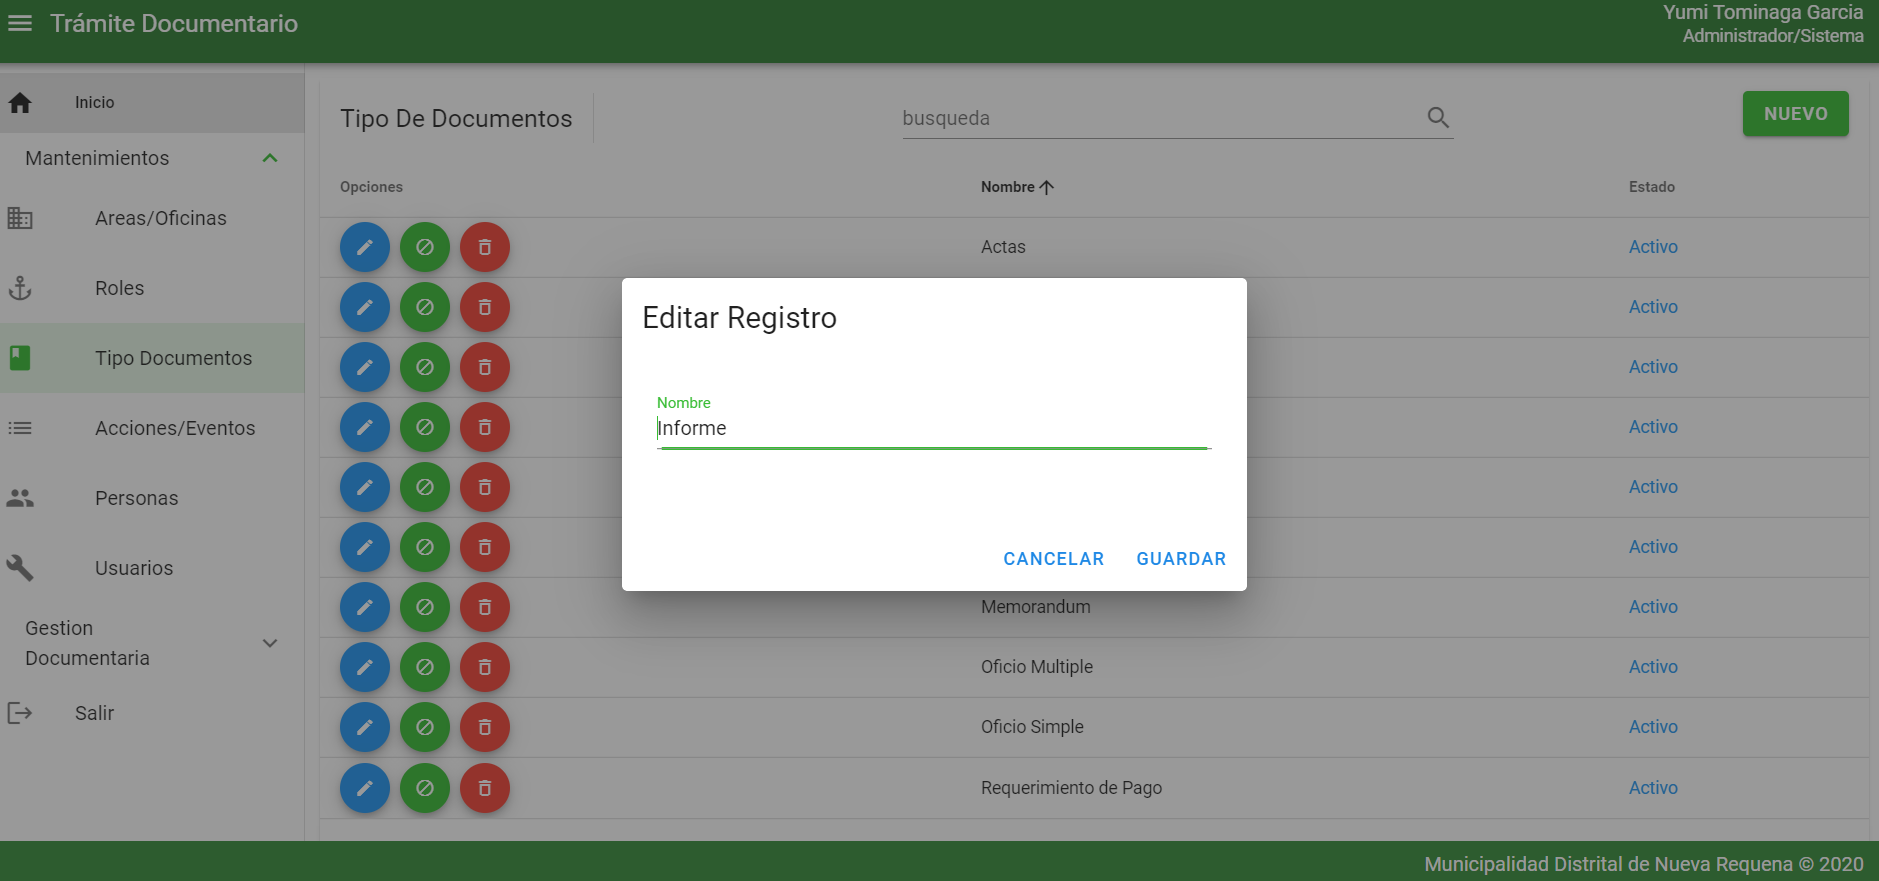 Trámite Documentario
Yumi Tominaga Garcia
Administrador/Sistema
Inicio
Mantenimientos
Areas/Oficinas
Roles
Tipo Documentos
Acciones/Eventos
Personas
Usuarios
Gestion
Documentaria
Salir
Tipo De Documentos
busqueda
NUEVO
Opciones
Nombre
Estado
Actas
Activo
Activo
Activo
Activo
Activo
Activo
Memorandum
Activo
Oficio Multiple
Activo
Oficio Simple
Activo
Requerimiento de Pago
Activo
Editar Registro
Nombre
Informe
CANCELAR
GUARDAR
Municipalidad Distrital de Nueva Requena © 2020